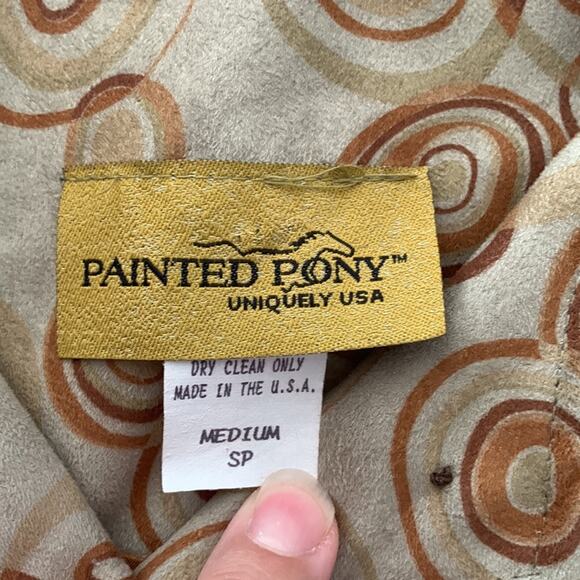 PAINTED PONY™
UNIQUELY USA
DRY CLEAN ONLY
MADE IN THE U.S.A.
MEDIUM
SP